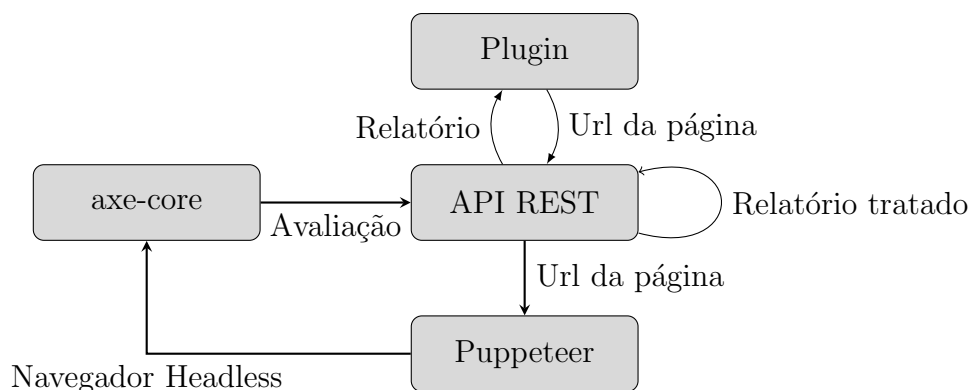 Plugin
Relatório
Url da página
axe-core
API REST
Relatório tratado
Avaliação
Url da página
Puppeteer
Navegador Headless